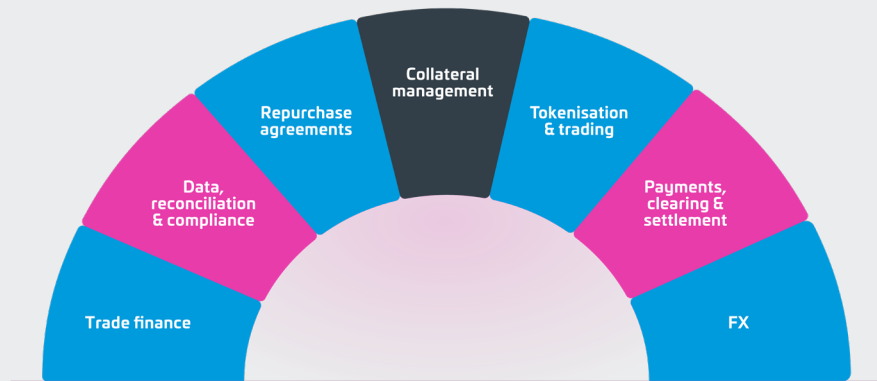 Trade finance
Data,
reconciliation
& compliance
Repurchase
agreements
Collateral
management
Tokenisation
& trading
Payments,
clearing &
settlement
FX